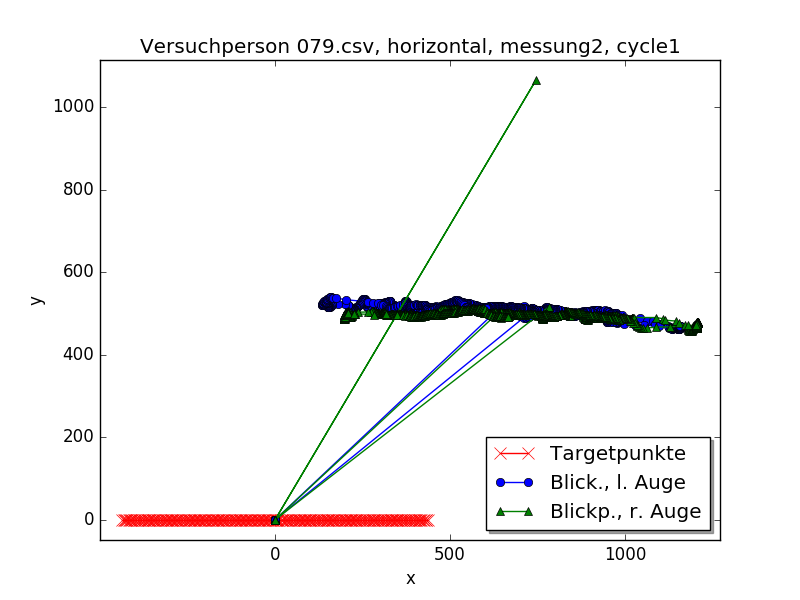 Versuchperson 079.csv, horizontal, messung2, cycle1
1000
800
600
400
200
0
y
0 500 1000
x
Targetpunkte
Blick., l. Auge
Blickp., r. Auge